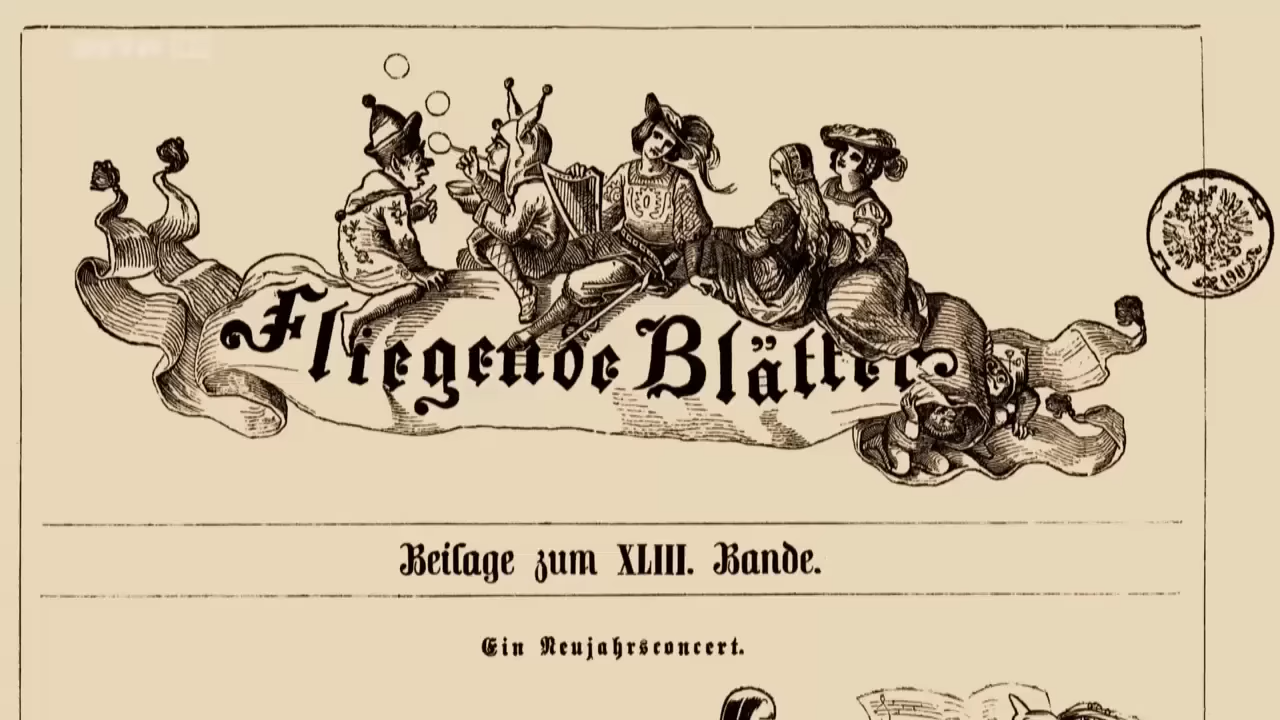 Fliegende Blätter
Beilage zum XLIII. Bande.
Ein Neujahrsconcert.